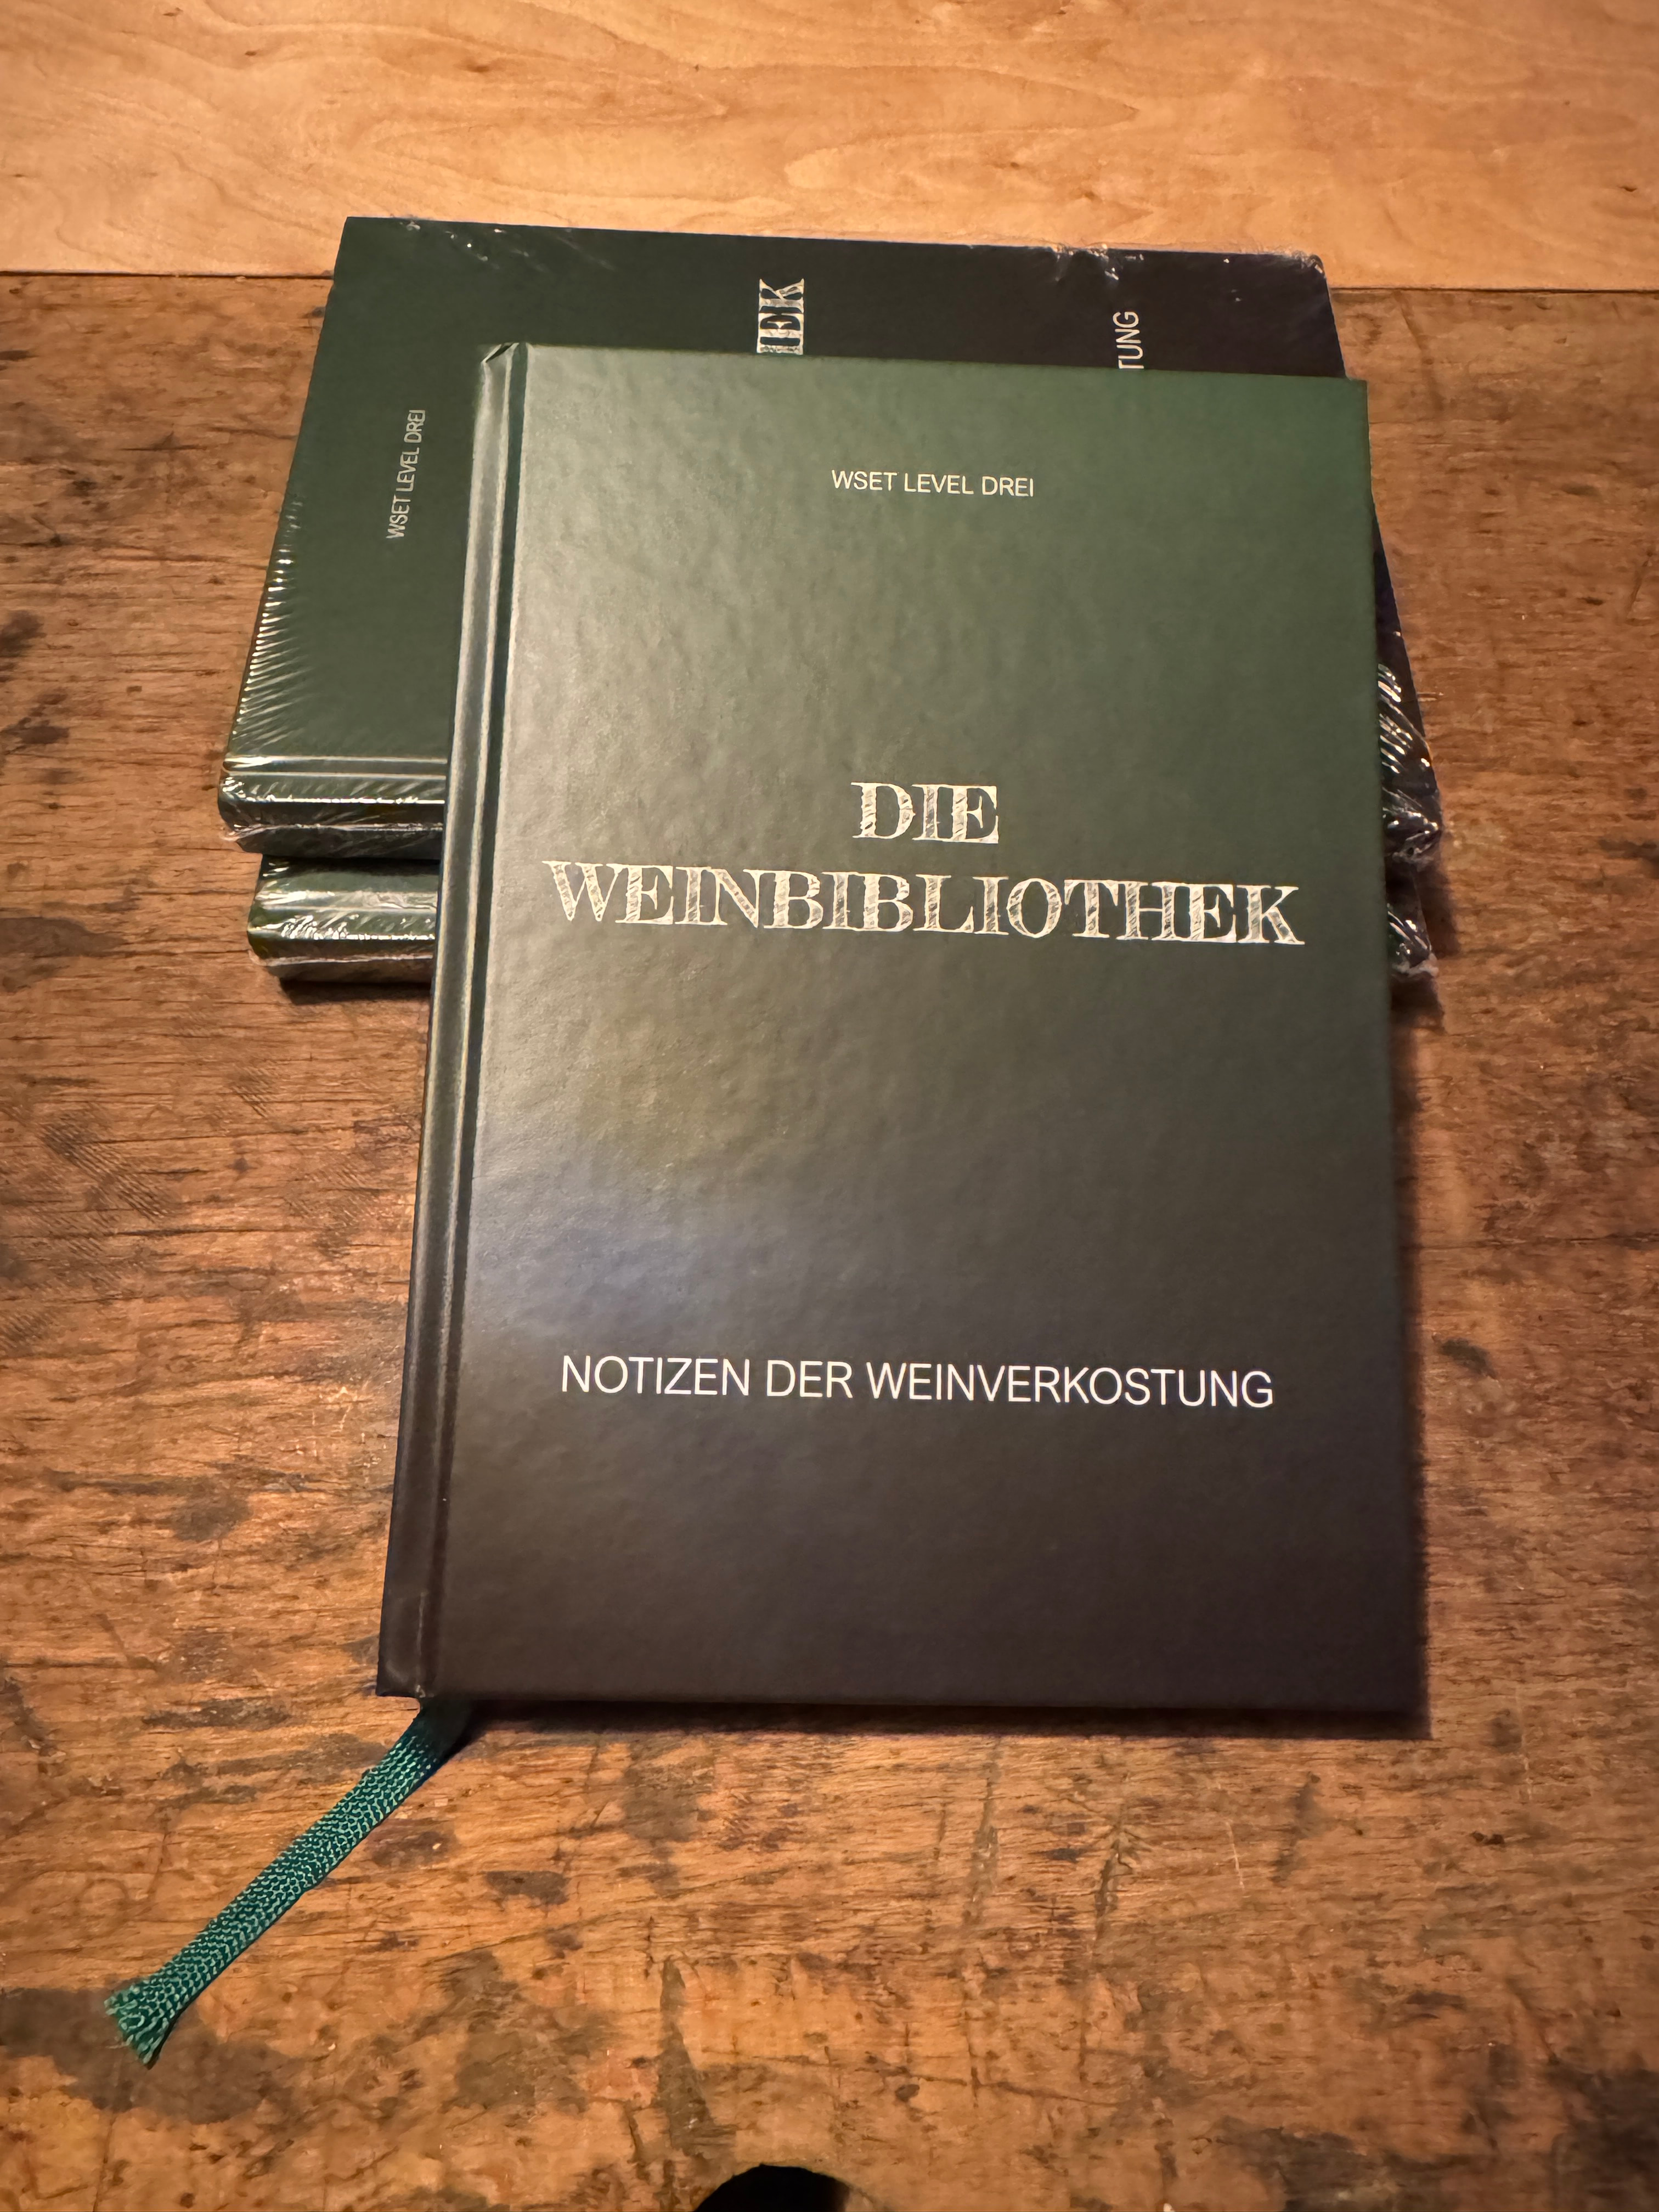 WSET LEVEL DREI
DIE
WEINBIBLIOTHEK
NOTIZEN DER WEINVERKOSTUNG
WSET LEVEL DREI